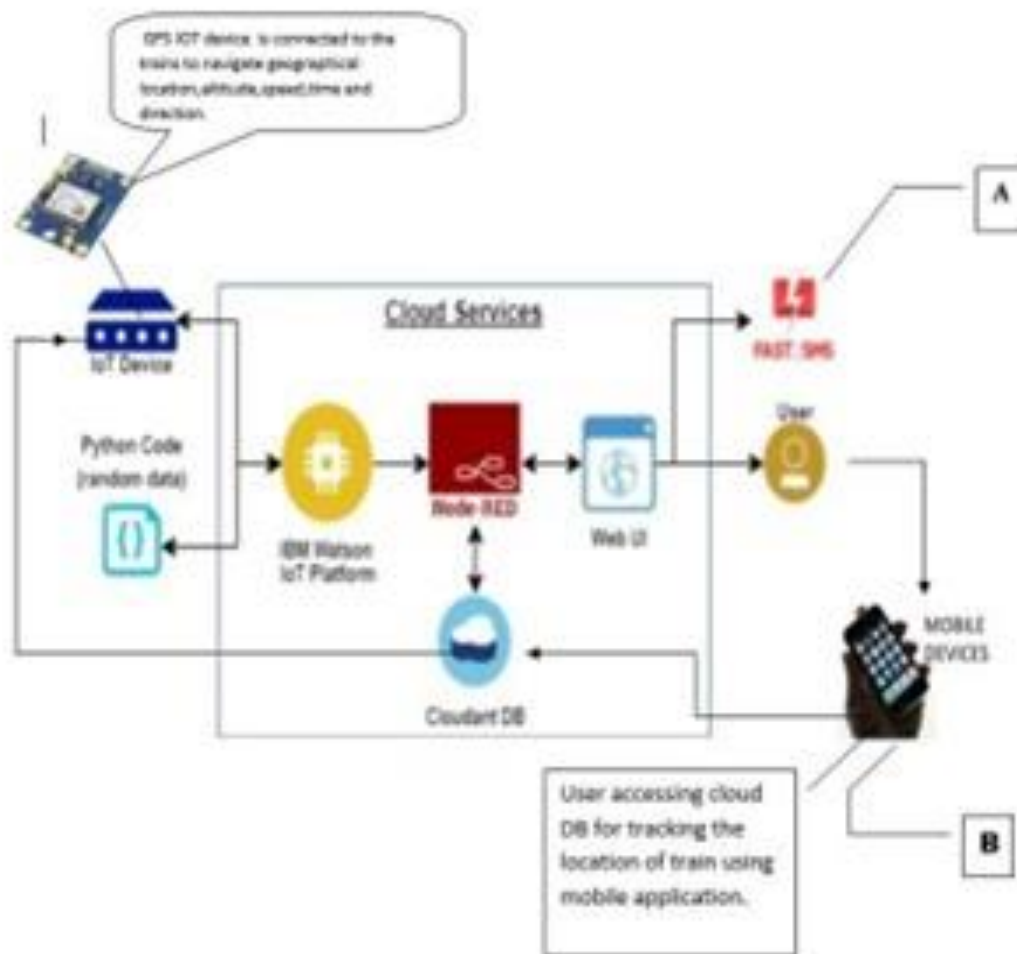 GPS IOT device is connected to the
trains to navigate geographical
location,altitude,speed,time and
direction.
A
Cloud Services
IoT Device
FAST SMS
User
Python Code
(random data)
{}
Node-RED
Web UI
IBM Watson
IoT Platform
MOBILE
DEVICES
Cloudant DB
User accessing cloud
DB for tracking the
location of train using
mobile application.
B